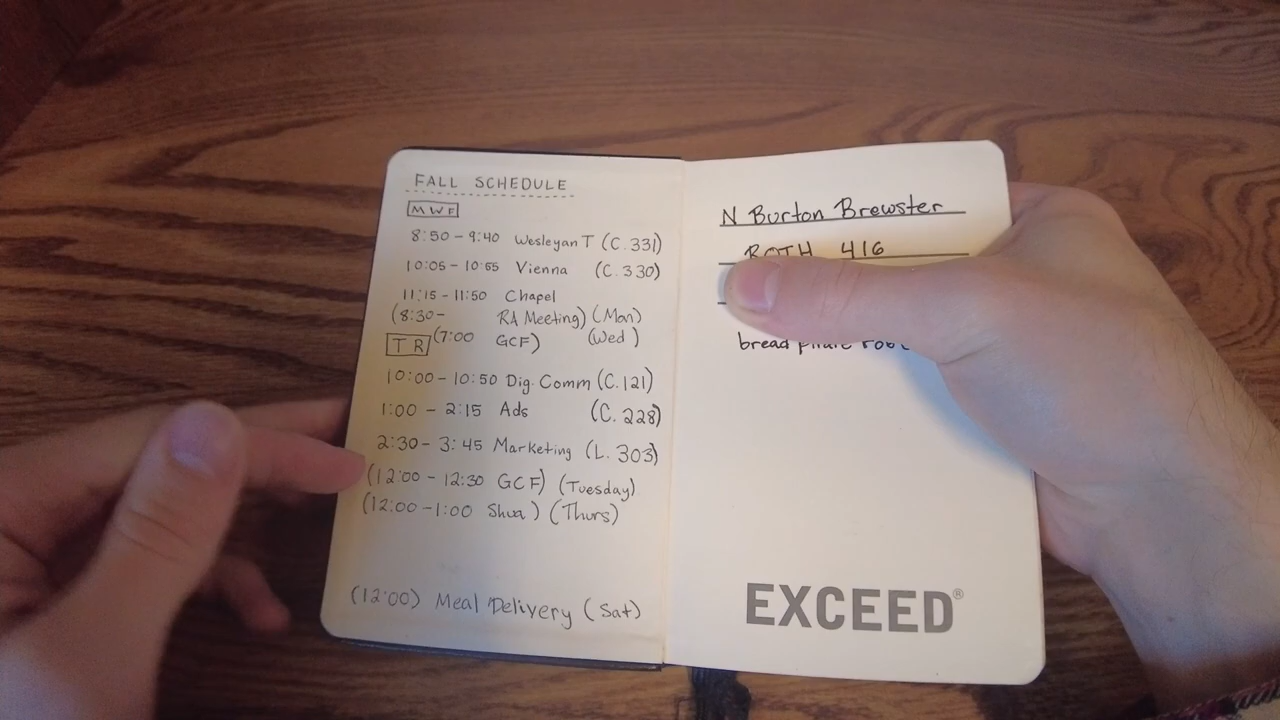 FALL SCHEDULE
MWF
8:50 - 9:40 Wesleyan T (C. 331)
10:05 - 10:55 Vienna (C. 330)
11:15 - 11:50 Chapel
(8:30- RA Meeting) (Mon)
(7:00 GCF) (Wed)
TR
10:00 - 10:50 Dig. Comm (C.121)
1:00 - 2:15 Ads (C. 228)
2:30 - 3:45 Marketing (L. 303)
(12:00 - 12:30 GCF) (Tuesday)
(12:00 - 1:00 Shua) (Thurs)
(12:00) Meal Delivery (Sat)
N Burton Brewster
ROTH 416
bread
EXCEED®